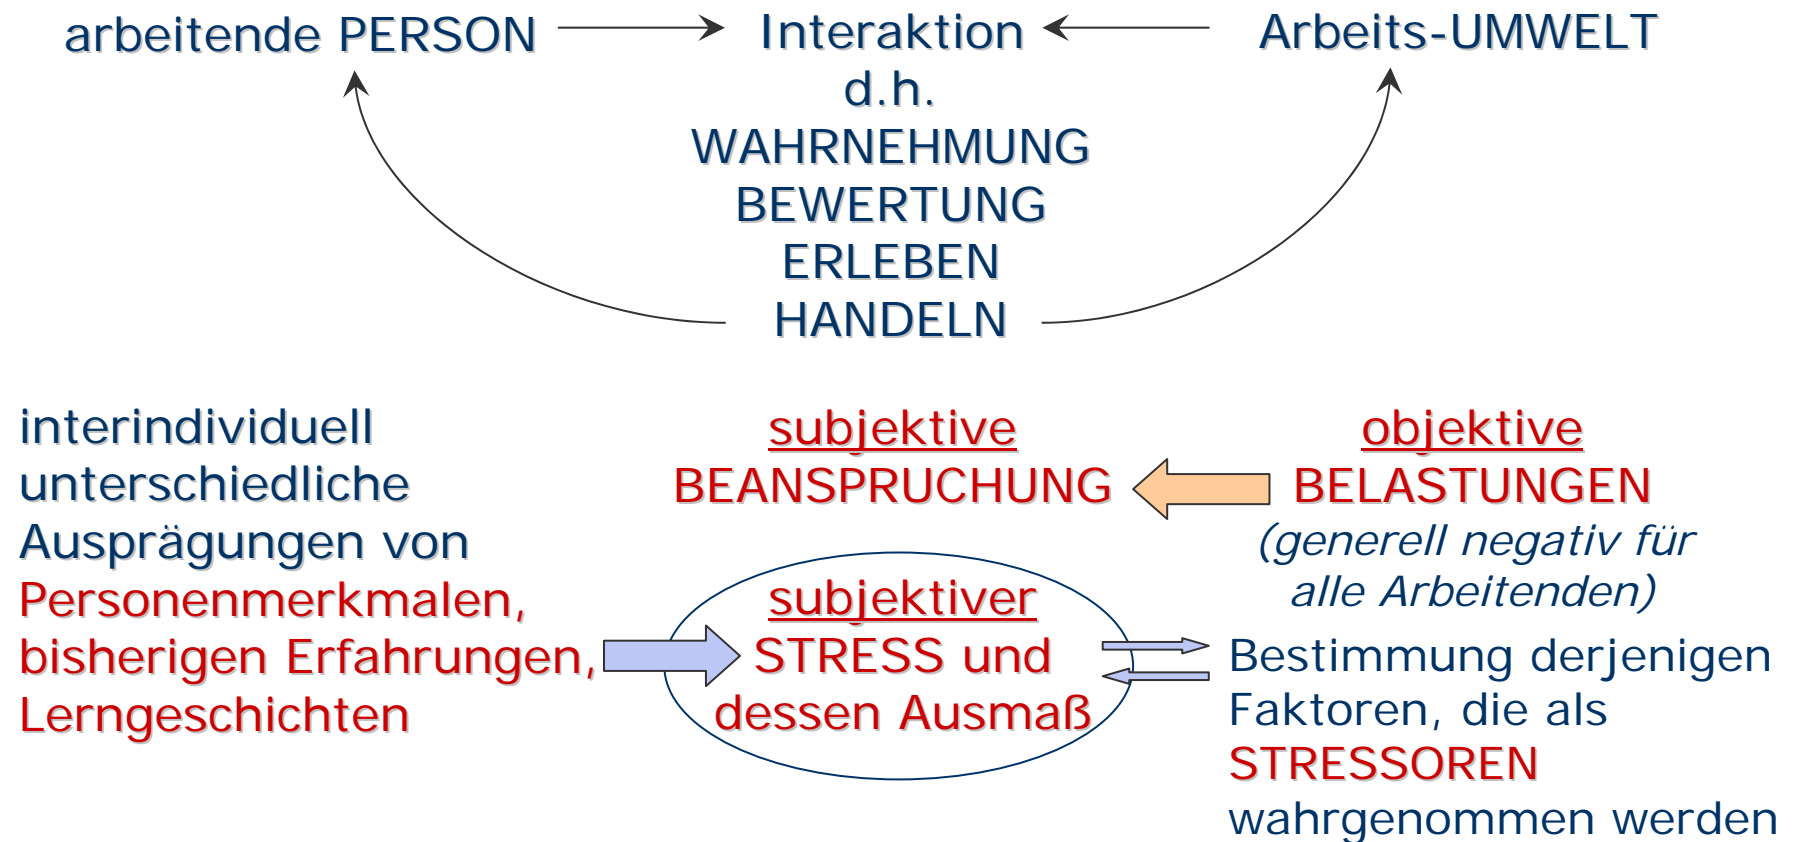 arbeitende PERSON
Interaktion
d.h.
WAHRNEHMUNG
BEWERTUNG
ERLEBEN
HANDELN
Arbeits-UMWELT
interindividuell
unterschiedliche
Ausprägungen von
Personenmerkmalen,
bisherigen Erfahrungen,
Lerngeschichten
subjektive
BEANSPRUCHUNG
subjektiver
STRESS und
dessen Ausmaß
objektive
BELASTUNGEN
(generell negativ für
alle Arbeitenden)
Bestimmung derjenigen
Faktoren, die als
STRESSOREN
wahrgenommen werden